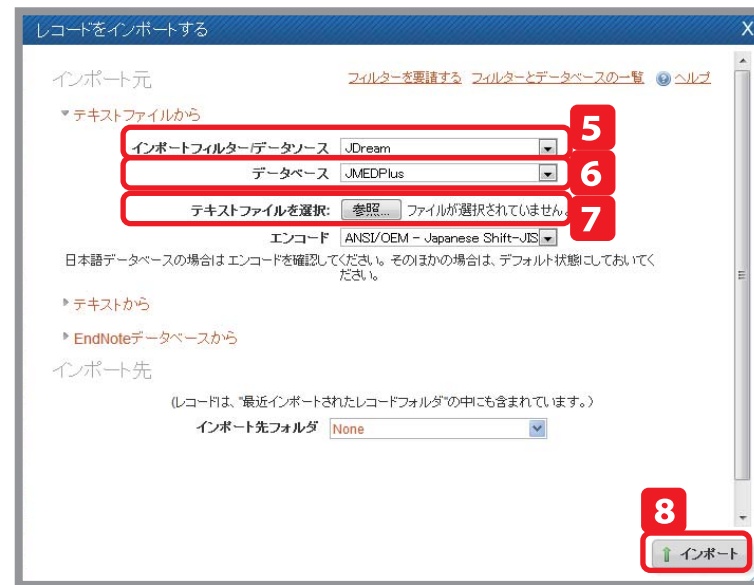 レコードをインポートする X
インポート元 フィルターを要請する フィルターとデータベースの一覧 ? ヘルプ
テキストファイルから
5
インポートフィルター/データソース JDream
データベース JMEDPlus
6
テキストファイルを選択: 参照... ファイルが選択されていません。
7
エンコード ANSI/OEM - Japanese Shift-JIS
日本語データベースの場合はエンコードを確認してください。そのほかの場合は、デフォルト状態にしておいてく
ださい。
テキストから
EndNoteデータベースから
インポート先
(レコードは、"最近インポートされたレコードフォルダ"の中にも含まれています。)
インポート先フォルダ None
8
インポート